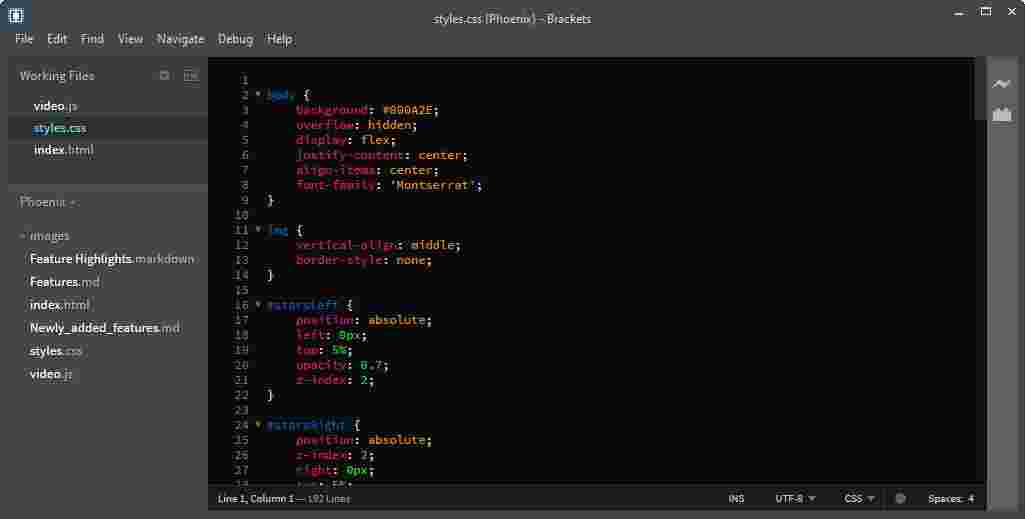 styles.css (Phoenix) - Brackets
File Edit Find View Navigate Debug Help
Working Files
video.js
styles.css
index.html
Phoenix
images
Feature Highlights.markdown
Features.md
index.html
Newly_added_features.md
styles.css
video.js
1
2 body {
3 background: #000A2E;
4 overflow: hidden;
5 display: flex;
6 justify-content: center;
7 align-items: center;
8 font-family: 'Montserrat';
9 }
10
11 img {
12 vertical-align: middle;
13 border-style: none;
14 }
15
16 #starsLeft {
17 position: absolute;
18 left: 0px;
19 top: 5%;
20 opacity: 0.7;
21 z-index: 2;
22 }
23
24 #starsRight {
25 position: absolute;
26 z-index: 2;
27 right: 0px;
28 top: 5%;
Line 1, Column 1 — 192 Lines INS UTF-8 CSS Spaces: 4